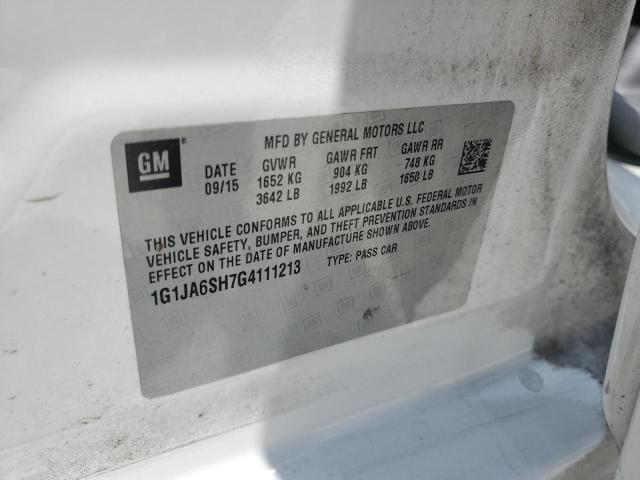 MFD BY GENERAL MOTORS LLC
GM
DATE GVWR GAWR FRT GAWR RR
09/15 1652 KG 904 KG 748 KG
3642 LB 1992 LB 1650 LB
THIS VEHICLE CONFORMS TO ALL APPLICABLE U.S. FEDERAL MOTOR
VEHICLE SAFETY, BUMPER, AND THEFT PREVENTION STANDARDS IN
EFFECT ON THE DATE OF MANUFACTURE SHOWN ABOVE.
1G1JA6SH7G4111213 TYPE: PASS CAR